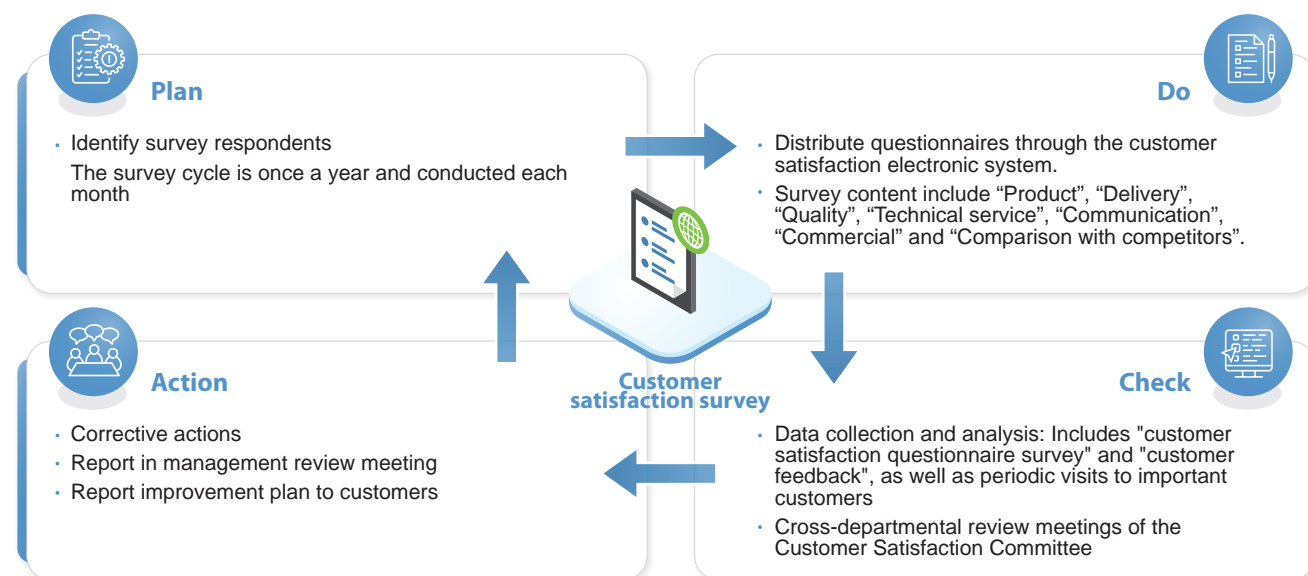 Plan
· Identify survey respondents
The survey cycle is once a year and conducted each
month
Do
· Distribute questionnaires through the customer
satisfaction electronic system.
· Survey content include “Product”, “Delivery”,
“Quality”, “Technical service”, “Communication”,
“Commercial” and “Comparison with competitors”.
Customer
satisfaction survey
Action
· Corrective actions
· Report in management review meeting
· Report improvement plan to customers
Check
· Data collection and analysis: Includes "customer
satisfaction questionnaire survey" and "customer
feedback", as well as periodic visits to important
customers
· Cross-departmental review meetings of the
Customer Satisfaction Committee